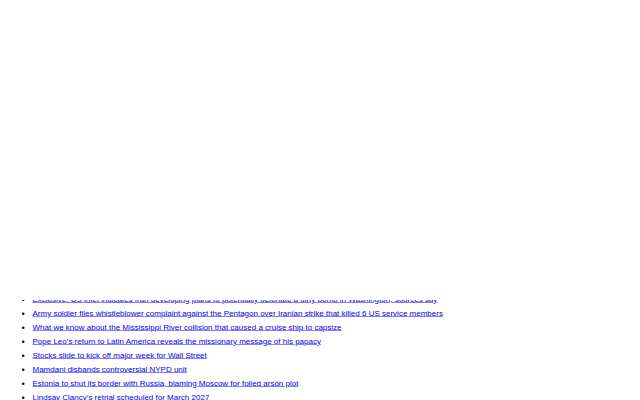 developing plans to potentially
Army soldier files whistleblower complaint against the Pentagon over Iranian strike that killed 6 US service members
What we know about the Mississippi River collision that caused a cruise ship to capsize
Pope Leo's return to Latin America reveals the missionary message of his papacy
Stocks slide to kick off major week for Wall Street
Mamdani disbands controversial NYPD unit
Estonia to shut its border with Russia, blaming Moscow for foiled arson plot
Lindsay Clancy's retrial scheduled for March 2027